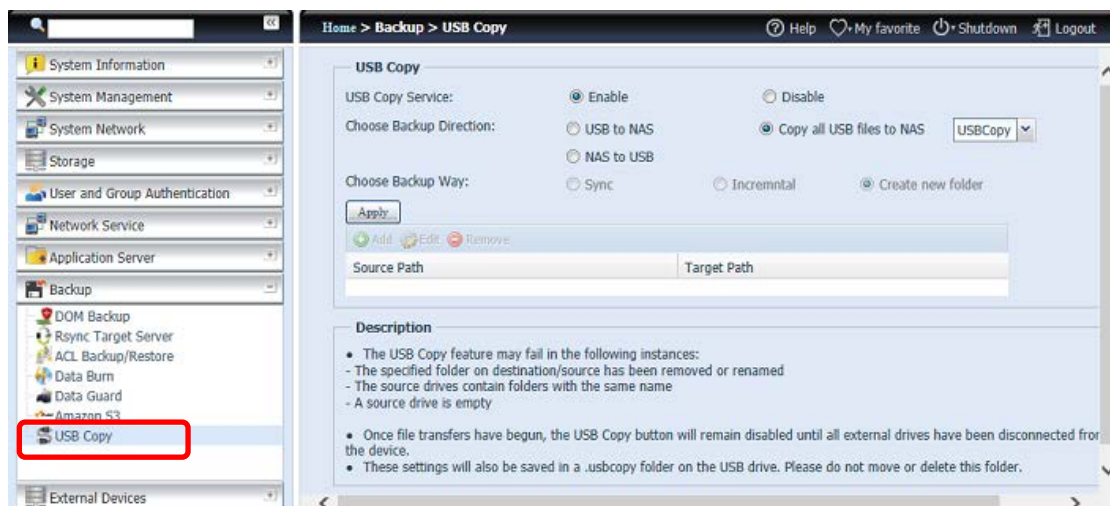 Home > Backup > USB Copy
Help My favorite Shutdown Logout
System Information
System Management
System Network
Storage
User and Group Authentication
Network Service
Application Server
Backup
DOM Backup
Rsync Target Server
ACL Backup/Restore
Data Burn
Data Guard
Amazon S3
USB Copy
External Devices
USB Copy
USB Copy Service: Enable Disable
Choose Backup Direction: USB to NAS Copy all USB files to NAS USBCopy
NAS to USB
Choose Backup Way: Sync Incremntal Create new folder
Apply
Add Edit Remove
Source Path Target Path
Description
• The USB Copy feature may fail in the following instances:
- The specified folder on destination/source has been removed or renamed
- The source drives contain folders with the same name
- A source drive is empty
• Once file transfers have begun, the USB Copy button will remain disabled until all external drives have been disconnected from
the device.
• These settings will also be saved in a .usbcopy folder on the USB drive. Please do not move or delete this folder.